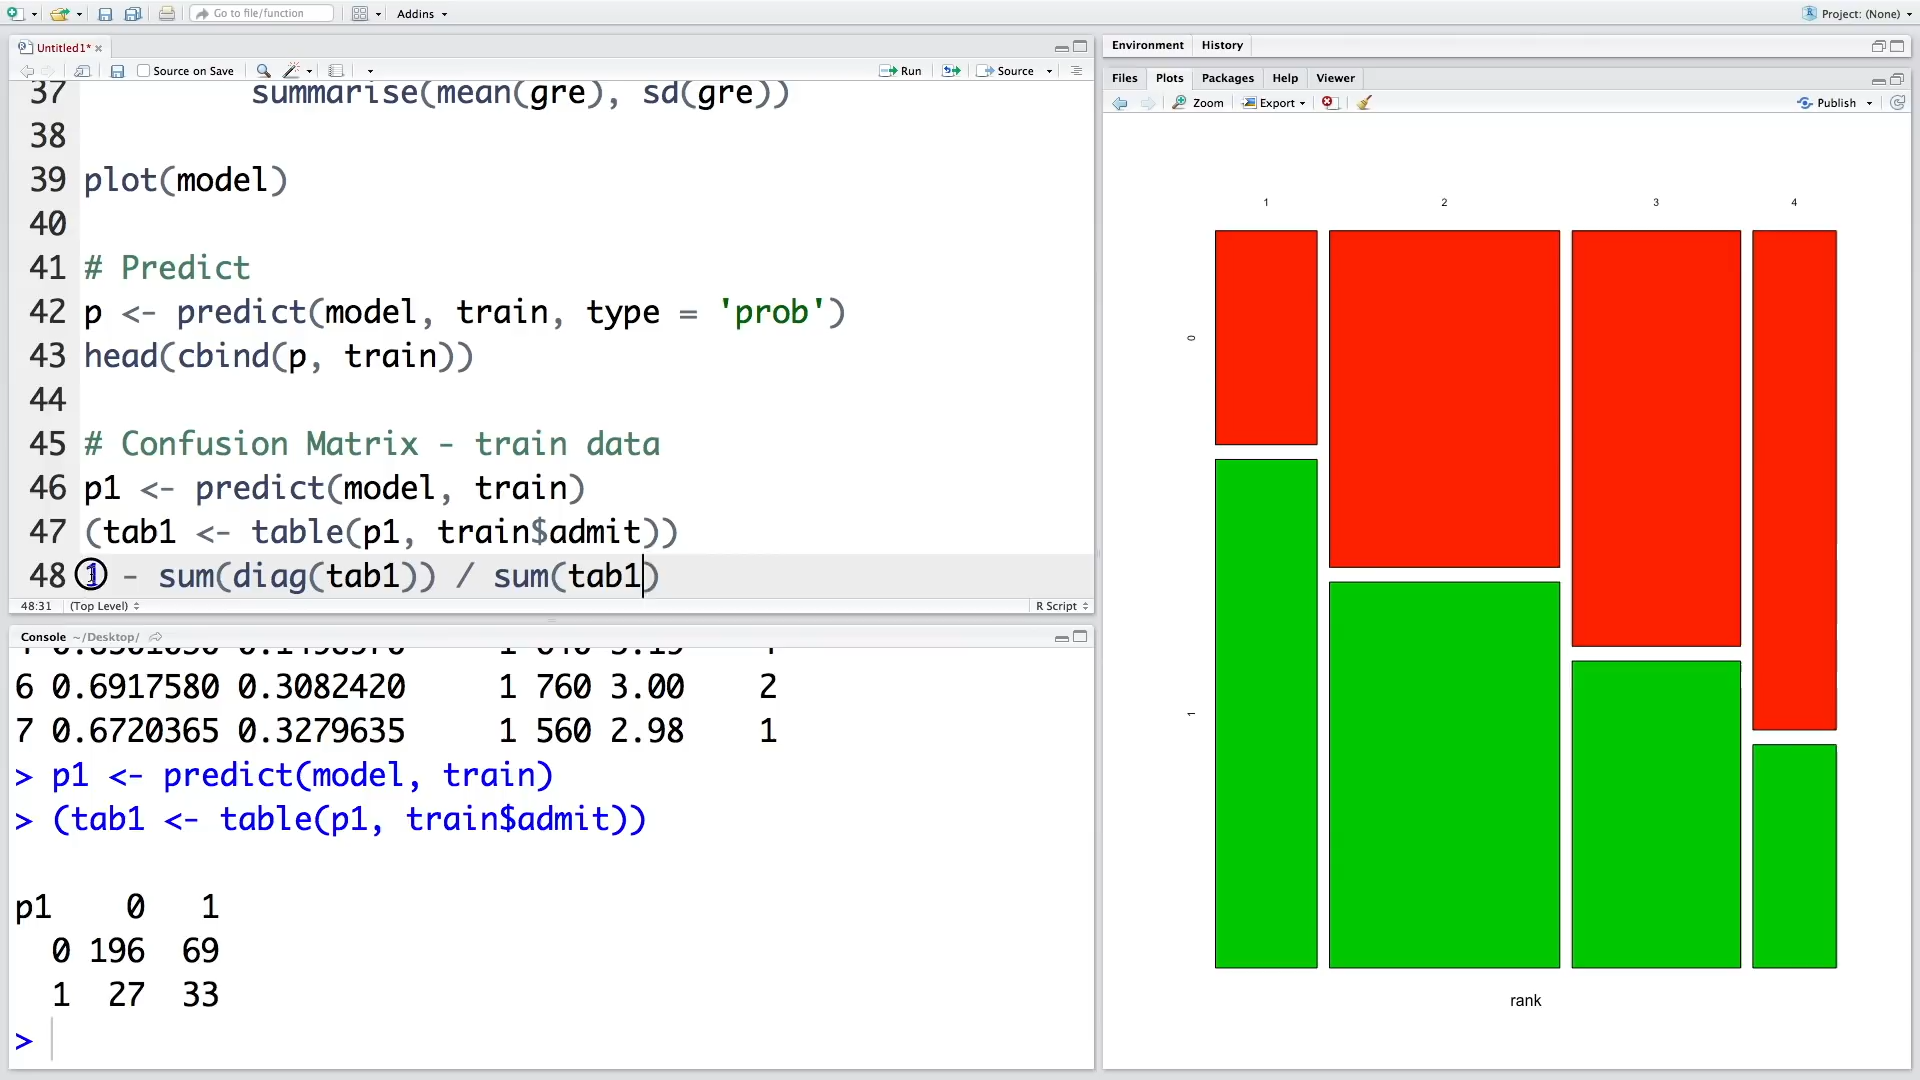 Go to file/function
Addins
Project: (None)
Untitled1*
Source on Save
Run
Source
37 summarise(mean(gre), sd(gre))
38
39 plot(model)
40
41 # Predict
42 p <- predict(model, train, type = 'prob')
43 head(cbind(p, train))
44
45 # Confusion Matrix - train data
46 p1 <- predict(model, train)
47 (tab1 <- table(p1, train$admit))
48 1 - sum(diag(tab1)) / sum(tab1)
48:31 (Top Level) R Script
Console ~/Desktop/
6 0.6917580 0.3082420 1 760 3.00 2
7 0.6720365 0.3279635 1 560 2.98 1
> p1 <- predict(model, train)
> (tab1 <- table(p1, train$admit))
p1 0 1
0 196 69
1 27 33
>
Environment History
Files Plots Packages Help Viewer
Zoom Export Publish
1 2 3 4
0
1
rank